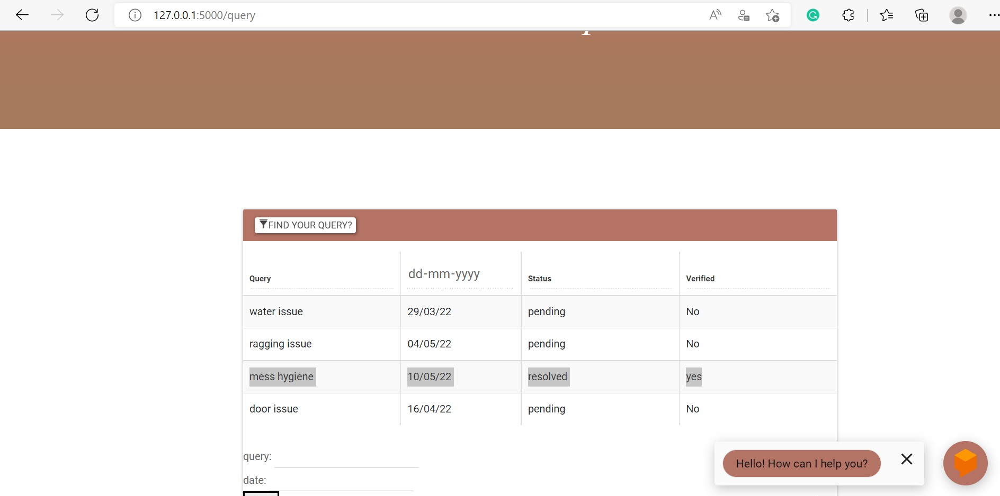 127.0.0.1:5000/query
FIND YOUR QUERY?
Query dd-mm-yyyy Status Verified
water issue 29/03/22 pending No
ragging issue 04/05/22 pending No
mess hygiene 10/05/22 resolved yes
door issue 16/04/22 pending No
query:
date:
Hello! How can I help you?